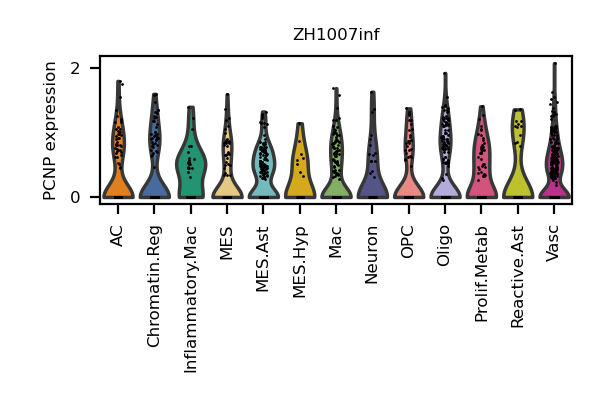 ZH1007inf
PCNP expression
2
0
AC
Chromatin.Reg
Inflammatory.Mac
MES
MES.Ast
MES.Hyp
Mac
Neuron
OPC
Oligo
Prolif.Metab
Reactive.Ast
Vasc